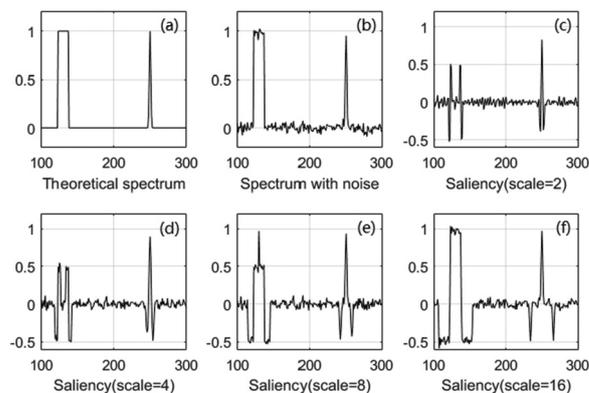 (a) (b) (c)
1 1 1
0.5 0.5 0.5
0 0 0
-0.5
100 200 300 100 200 300 100 200 300
Theoretical spectrum Spectrum with noise Saliency(scale=2)
(d) (e) (f)
1 1 1
0.5 0.5 0.5
0 0 0
-0.5 -0.5 -0.5
100 200 300 100 200 300 100 200 300
Saliency(scale=4) Saliency(scale=8) Saliency(scale=16)